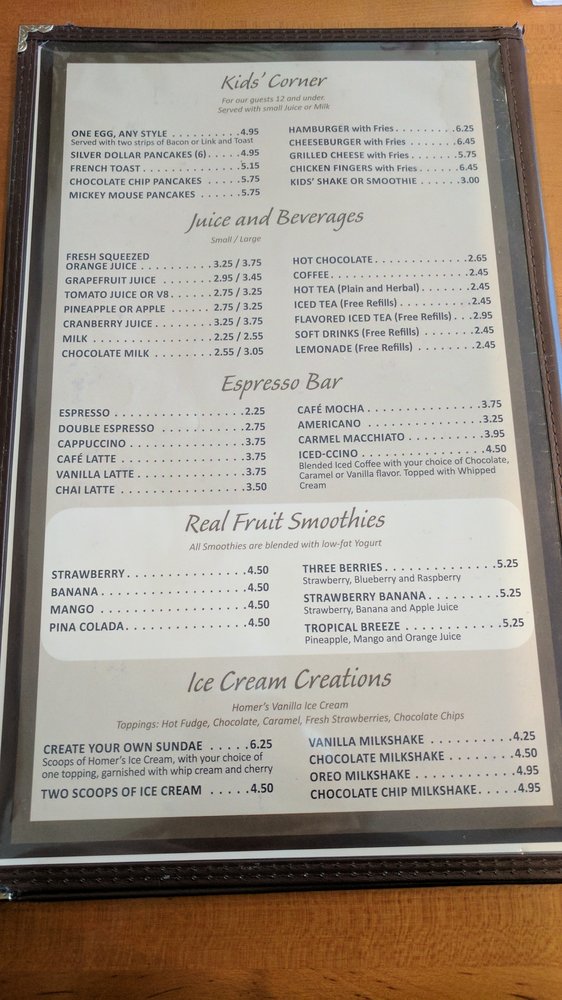 Kids' Corner
For our guests 12 and under.
Served with small Juice or Milk
ONE EGG, ANY STYLE . . . . . . . . . .4.95
Served with two strips of Bacon or Link and Toast
SILVER DOLLAR PANCAKES (6). . . . .4.95
FRENCH TOAST . . . . . . . . . . . . . .5.15
CHOCOLATE CHIP PANCAKES . . . . .5.75
MICKEY MOUSE PANCAKES . . . . . .5.75
HAMBURGER with Fries . . . . . . . . .6.25
CHEESEBURGER with Fries . . . . . . .6.45
GRILLED CHEESE with Fries . . . . . . .5.75
CHICKEN FINGERS with Fries . . . . . .6.45
KIDS' SHAKE OR SMOOTHIE . . . . . .3.00
Juice and Beverages
Small / Large
FRESH SQUEEZED
ORANGE JUICE . . . . . . . . . . 3.25 / 3.75
GRAPEFRUIT JUICE . . . . . . . 2.95 / 3.45
TOMATO JUICE OR V8. . . . . . 2.75 / 3.25
PINEAPPLE OR APPLE . . . . . . 2.75 / 3.25
CRANBERRY JUICE . . . . . . . . 3.25 / 3.75
MILK . . . . . . . . . . . . . . . . . 2.25 / 2.55
CHOCOLATE MILK . . . . . . . . 2.55 / 3.05
HOT CHOCOLATE. . . . . . . . . . . . . .2.65
COFFEE. . . . . . . . . . . . . . . . . . . .2.45
HOT TEA (Plain and Herbal) . . . . . . .2.45
ICED TEA (Free Refills) . . . . . . . . . .2.45
FLAVORED ICED TEA (Free Refills) . . .2.95
SOFT DRINKS (Free Refills) . . . . . . .2.45
LEMONADE (Free Refills) . . . . . . . .2.45
Espresso Bar
ESPRESSO . . . . . . . . . . . . . . . . . .2.25
DOUBLE ESPRESSO . . . . . . . . . . . .2.75
CAPPUCCINO . . . . . . . . . . . . . . . .3.75
CAFÉ LATTE . . . . . . . . . . . . . . . . .3.75
VANILLA LATTE . . . . . . . . . . . . . . .3.75
CHAI LATTE . . . . . . . . . . . . . . . . .3.50
CAFÉ MOCHA . . . . . . . . . . . . . . . .3.75
AMERICANO . . . . . . . . . . . . . . . .3.25
CARMEL MACCHIATO . . . . . . . . . .3.95
ICED-CCINO . . . . . . . . . . . . . . . . .4.50
Blended Iced Coffee with your choice of Chocolate,
Caramel or Vanilla flavor. Topped with Whipped
Cream
Real Fruit Smoothies
All Smoothies are blended with low-fat Yogurt
STRAWBERRY . . . . . . . . . . . . . . . .4.50
BANANA . . . . . . . . . . . . . . . . . . .4.50
MANGO . . . . . . . . . . . . . . . . . . .4.50
PINA COLADA. . . . . . . . . . . . . . . .4.50
THREE BERRIES. . . . . . . . . . . . . . .5.25
Strawberry, Blueberry and Raspberry
STRAWBERRY BANANA . . . . . . . . . .5.25
Strawberry, Banana and Apple Juice
TROPICAL BREEZE . . . . . . . . . . . . .5.25
Pineapple, Mango and Orange Juice
Ice Cream Creations
Homer's Vanilla Ice Cream
Toppings: Hot Fudge, Chocolate, Caramel, Fresh Strawberries, Chocolate Chips
CREATE YOUR OWN SUNDAE . . . . .6.25
Scoops of Homer's Ice Cream, with your choice of
one topping, garnished with whip cream and cherry
TWO SCOOPS OF ICE CREAM . . . . .4.50
VANILLA MILKSHAKE . . . . . . . . . .4.25
CHOCOLATE MILKSHAKE . . . . . . . .4.50
OREO MILKSHAKE . . . . . . . . . . . .4.95
CHOCOLATE CHIP MILKSHAKE. . . . .4.95